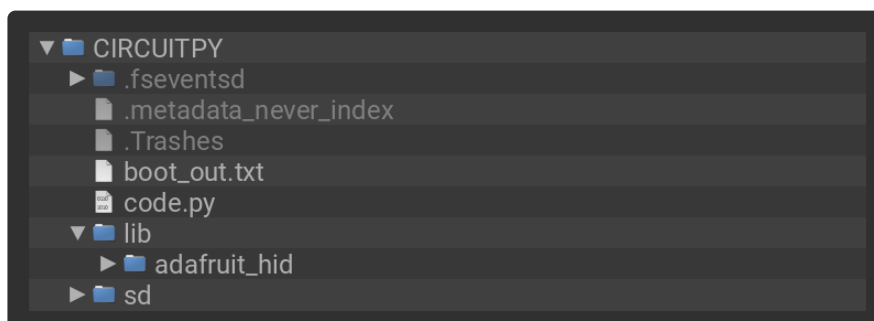 CIRCUITPY
.fseventsd
.metadata_never_index
.Trashes
boot_out.txt
code.py
lib
adafruit_hid
sd